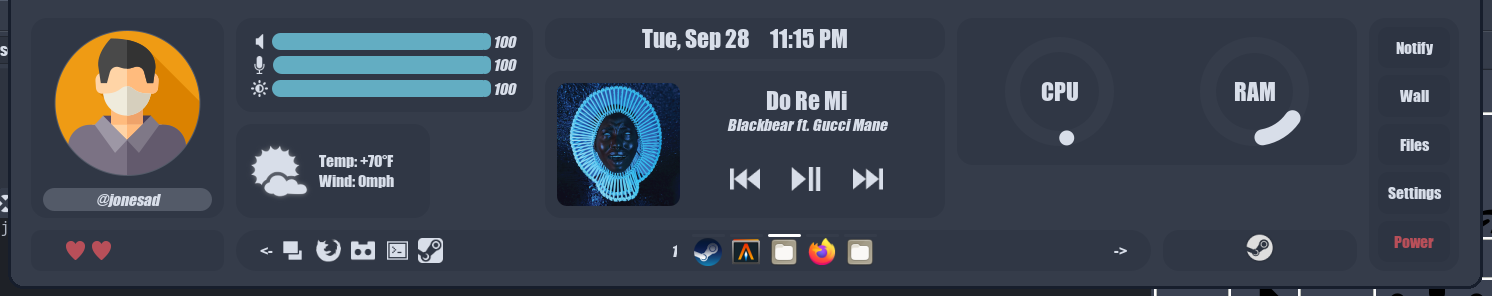 @jonesad
100
100
100
Temp: +70°F
Wind: 0mph
Tue, Sep 28 11:15 PM
Do Re Mi
Blackbear ft. Gucci Mane
CPU
RAM
Notify
Wall
Files
Settings
Power
<-
1
->